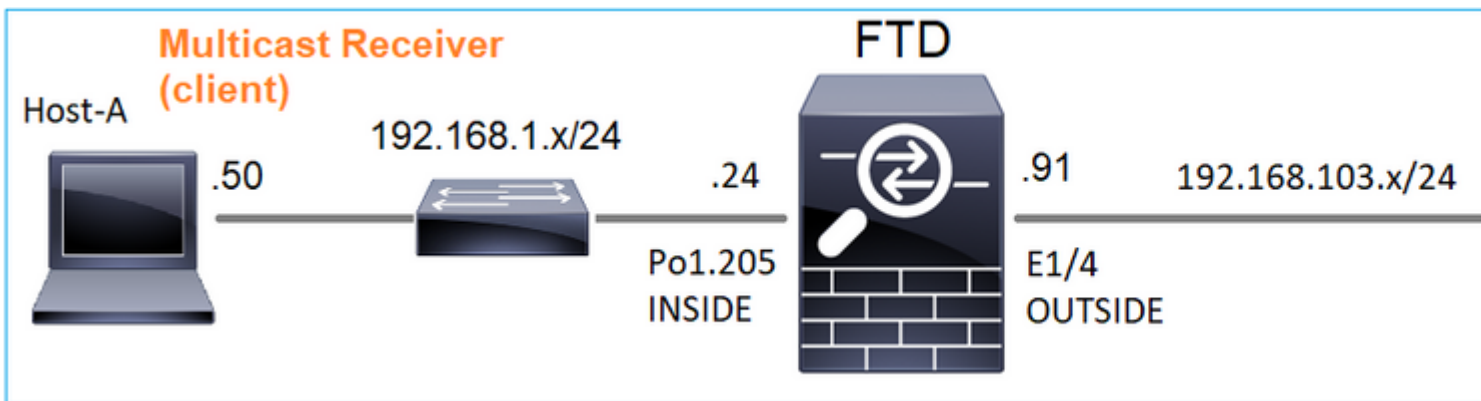 Multicast Receiver
(client)
FTD
Host-A
192.168.1.x/24
.50
.24
.91
192.168.103.x/24
Po1.205
INSIDE
E1/4
OUTSIDE